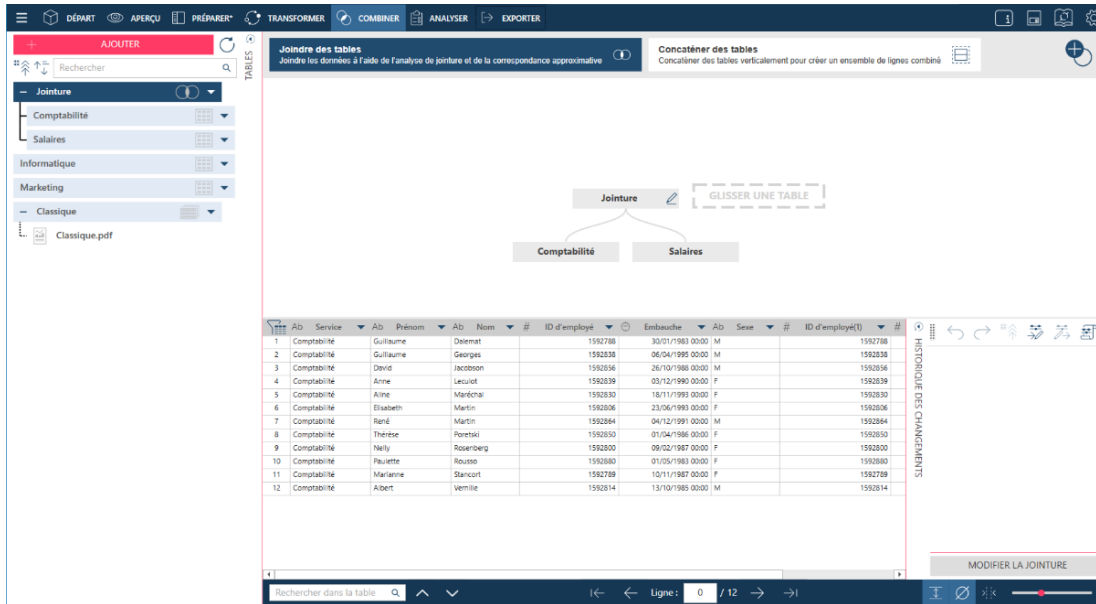 DÉPART APERÇU PRÉPARER* TRANSFORMER COMBINER ANALYSER EXPORTER
AJOUTER
Rechercher
TABLES
Jointure
Comptabilité
Salaires
Informatique
Marketing
Classique
Classique.pdf
Joindre des tables
Joindre les données à l'aide de l'analyse de jointure et de la correspondance approximative
Concaténer des tables
Concaténer des tables verticalement pour créer un ensemble de lignes combiné
Jointure
GLISSER UNE TABLE
Comptabilité Salaires
Ab Service Ab Prénom Ab Nom # ID d'employé Embauche Ab Sexe # ID d'employé(1) #
1 Comptabilité Guillaume Dalemat 1592788 30/01/1983 00:00 M 1592788
2 Comptabilité Guillaume Georges 1592838 06/04/1995 00:00 M 1592838
3 Comptabilité David Jacobson 1592856 26/10/1988 00:00 M 1592856
4 Comptabilité Anne Leculot 1592839 03/12/1990 00:00 F 1592839
5 Comptabilité Aline Maréchal 1592830 18/11/1993 00:00 F 1592830
6 Comptabilité Elisabeth Martin 1592806 23/06/1993 00:00 F 1592806
7 Comptabilité René Martin 1592864 04/12/1991 00:00 M 1592864
8 Comptabilité Thérèse Poretski 1592850 01/04/1986 00:00 F 1592850
9 Comptabilité Nelly Rosenberg 1592800 09/02/1987 00:00 F 1592800
10 Comptabilité Paulette Rousso 1592880 01/05/1983 00:00 F 1592880
11 Comptabilité Marianne Stancort 1592789 10/11/1987 00:00 F 1592789
12 Comptabilité Albert Vernille 1592814 13/10/1985 00:00 M 1592814
HISTORIQUE DES CHANGEMENTS
MODIFIER LA JOINTURE
Rechercher dans la table
Ligne : 0 / 12